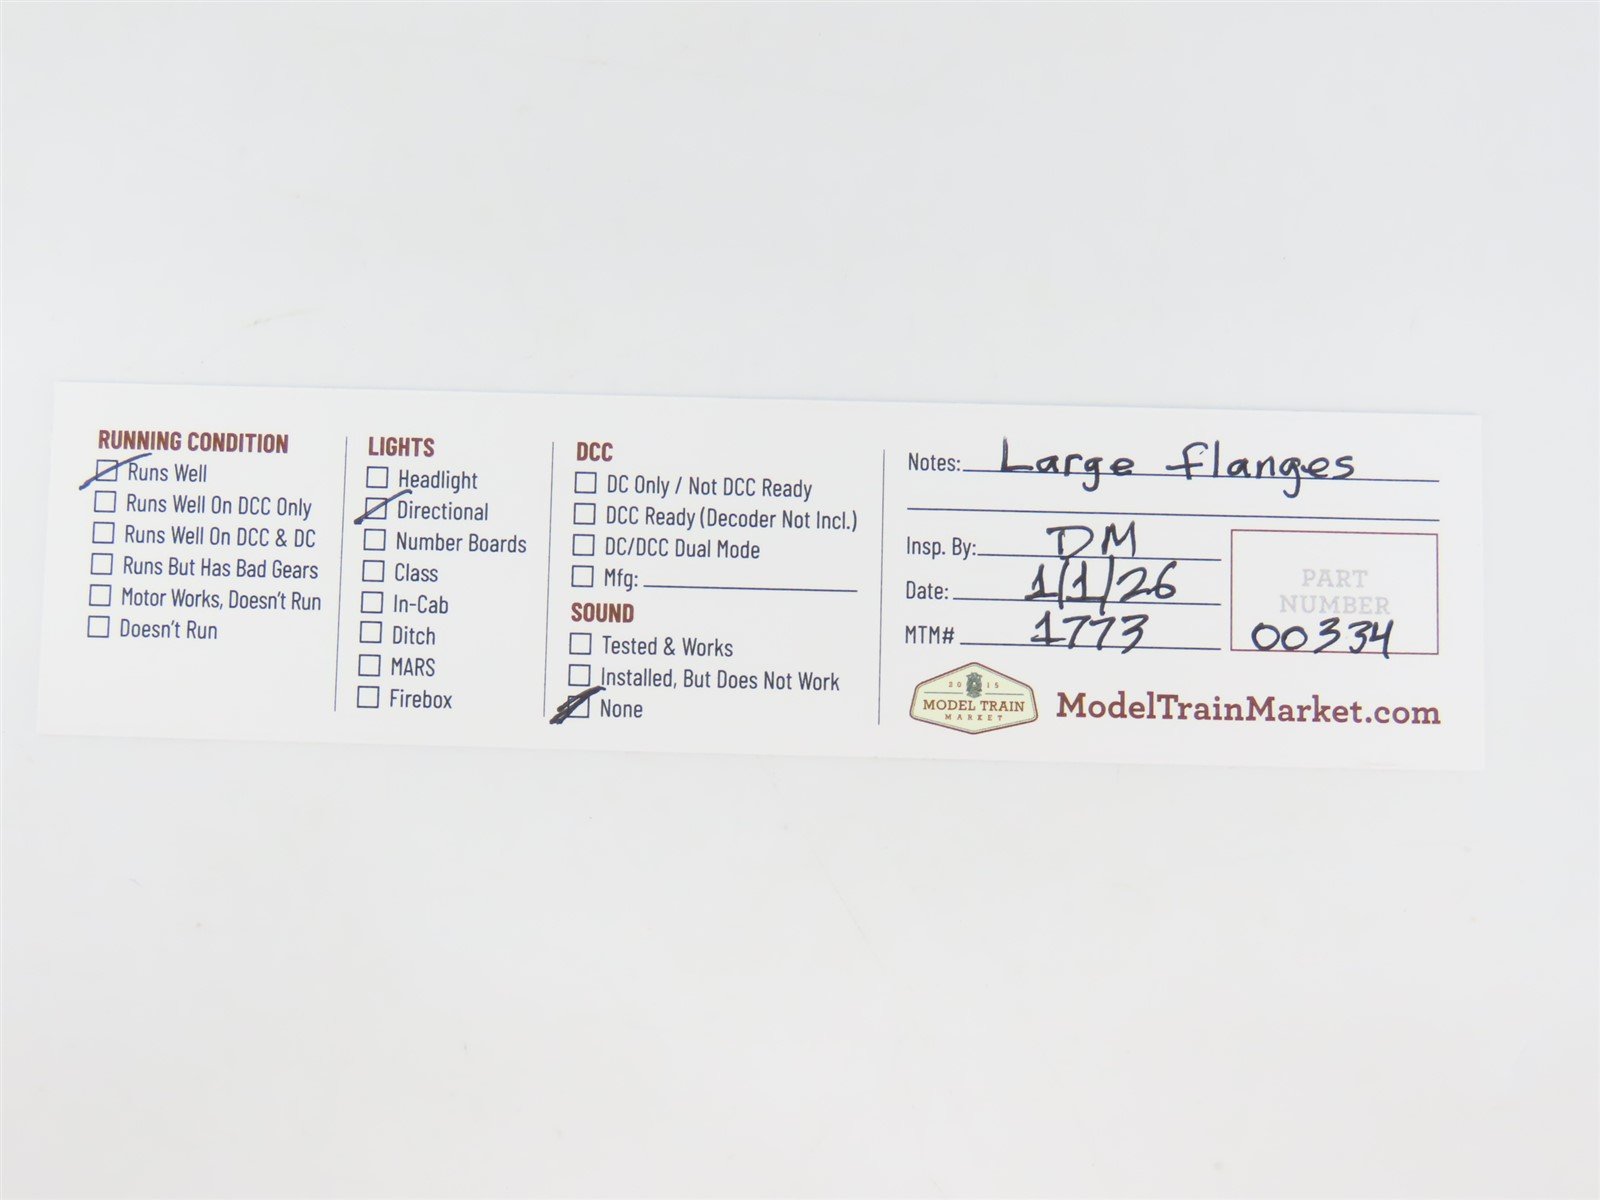 RUNNING CONDITION
Runs Well
Runs Well On DCC Only
Runs Well On DCC & DC
Runs But Has Bad Gears
Motor Works, Doesn't Run
Doesn't Run
LIGHTS
Headlight
Directional
Number Boards
Class
In-Cab
Ditch
MARS
Firebox
DCC
DC Only / Not DCC Ready
DCC Ready (Decoder Not Incl.)
DC/DCC Dual Mode
Mfg:
SOUND
Tested & Works
Installed, But Does Not Work
None
Notes: Large flanges
Insp. By: DM
Date: 1/1/26
MTM# 1773
PART
NUMBER
00334
2015
MODEL TRAIN
MARKET
ModelTrainMarket.com